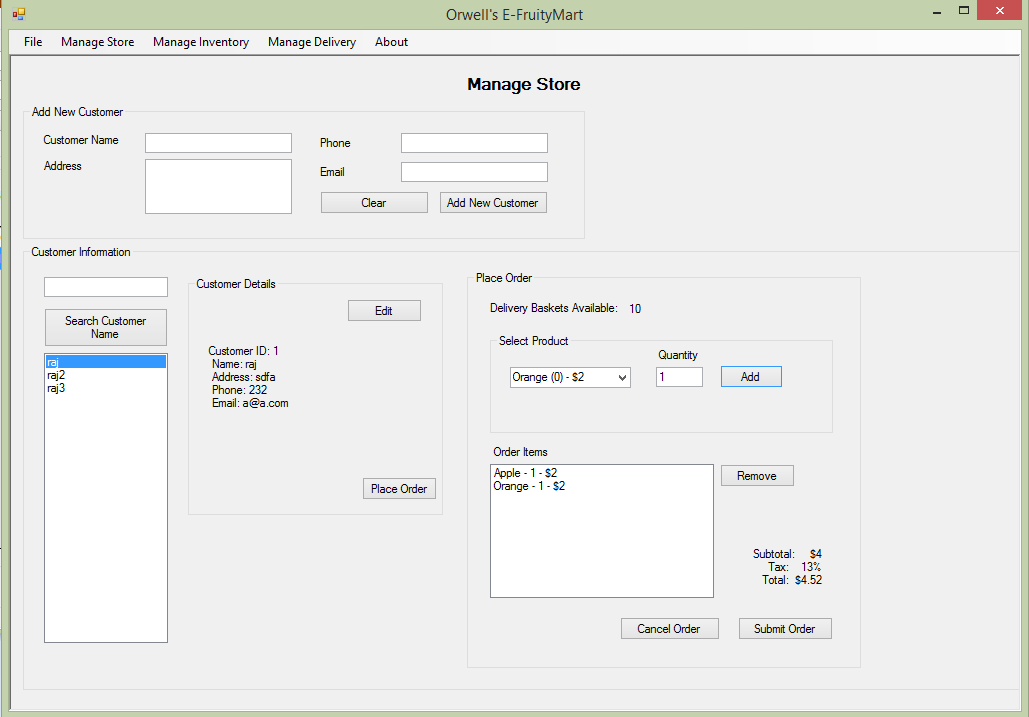 Orwell's E-FruityMart
File Manage Store Manage Inventory Manage Delivery About
Manage Store
Add New Customer
Customer Name
Phone
Address
Email
Clear
Add New Customer
Customer Information
Search Customer
Name
raj
raj2
raj3
Customer Details
Edit
Customer ID: 1
Name: raj
Address: sdfa
Phone: 232
Email: a@a.com
Place Order
Place Order
Delivery Baskets Available: 10
Select Product
Quantity
Orange (0) - $2
1
Add
Order Items
Apple - 1 - $2
Orange - 1 - $2
Remove
Subtotal: $4
Tax: 13%
Total: $4.52
Cancel Order
Submit Order